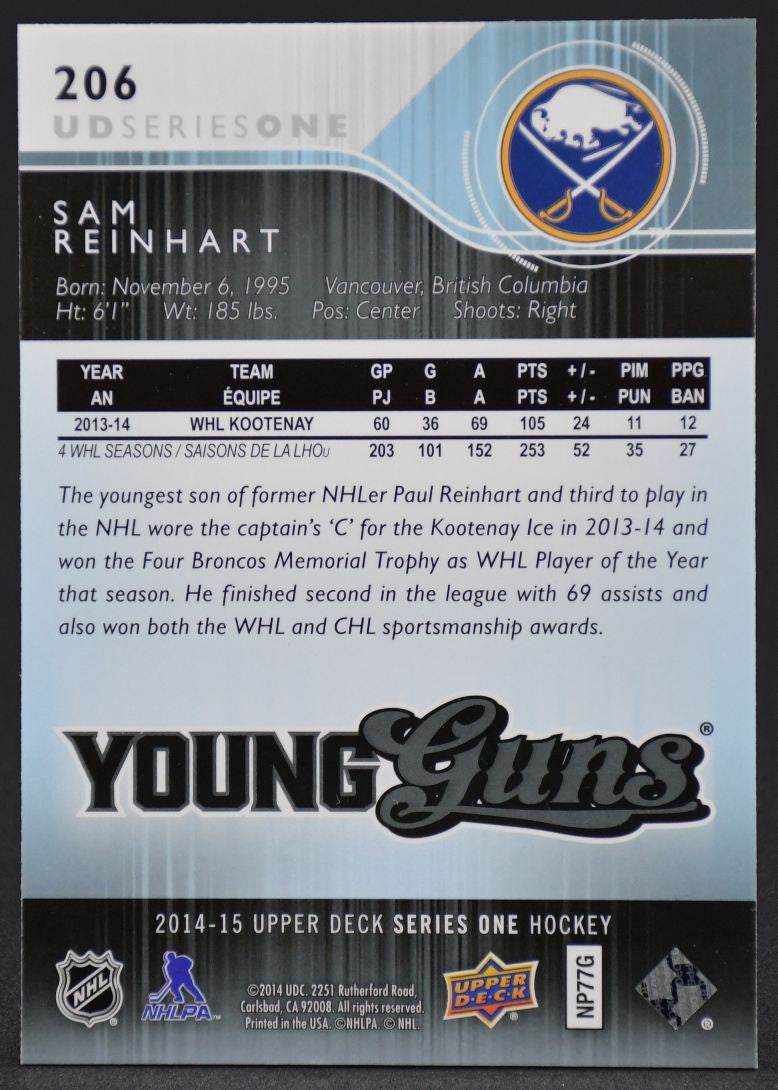 206
UDSERIESONE
SAM
REINHART
Born: November 6, 1995 Vancouver, British Columbia
Ht: 6'1" Wt: 185 lbs. Pos: Center Shoots: Right
YEAR TEAM GP G A PTS +/- PIM PPG
AN ÉQUIPE PJ B A PTS +/- PUN BAN
2013-14 WHL KOOTENAY 60 36 69 105 24 11 12
4 WHL SEASONS / SAISONS DE LA LHOU 203 101 152 253 52 35 27
The youngest son of former NHLer Paul Reinhart and third to play in
the NHL wore the captain's 'C' for the Kootenay Ice in 2013-14 and
won the Four Broncos Memorial Trophy as WHL Player of the Year
that season. He finished second in the league with 69 assists and
also won both the WHL and CHL sportsmanship awards.
YOUNG Guns®
2014-15 UPPER DECK SERIES ONE HOCKEY
NHL ®
NHLPA™
©2014 UDC. 2251 Rutherford Road,
Carlsbad, CA 92008. All rights reserved.
Printed in the USA. ©NHLPA. © NHL.
UPPER
D·E·C·K ®
NP77G
®